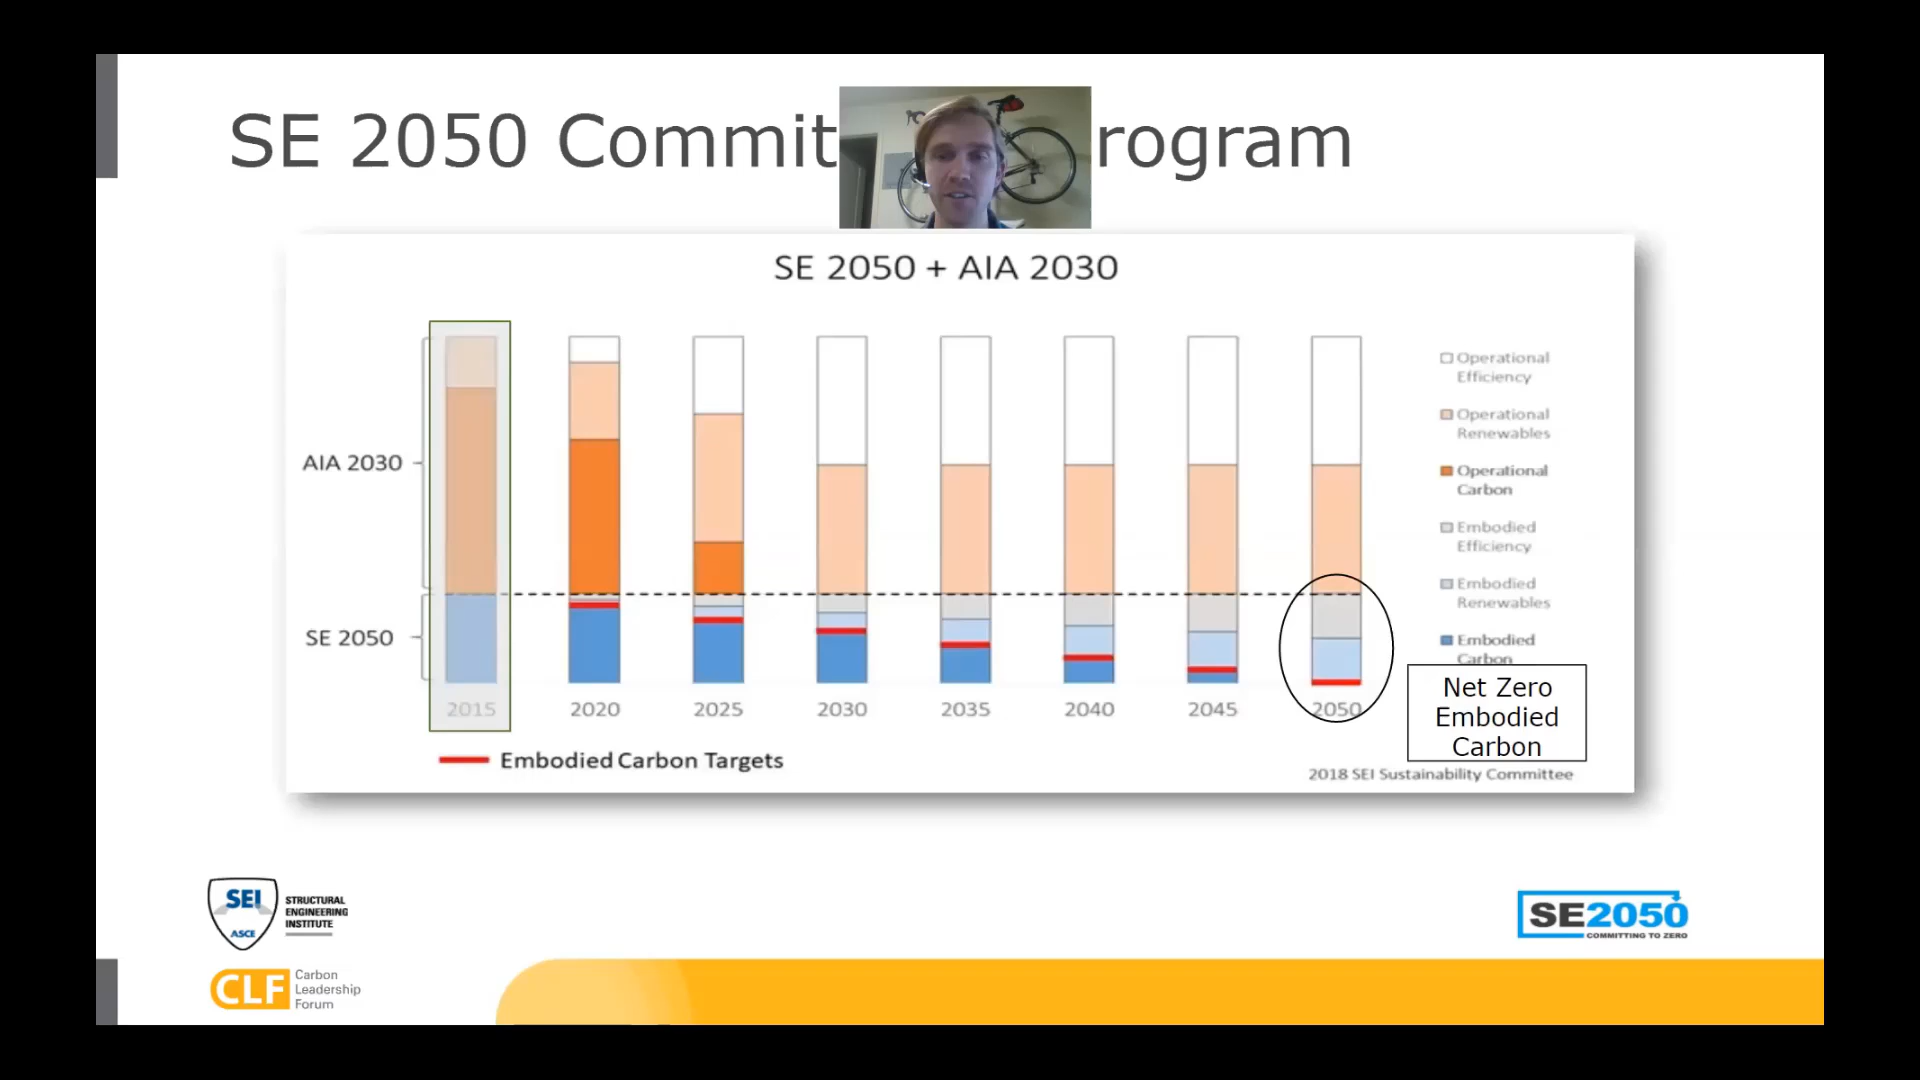 SE 2050 Commit rogram
SE 2050 + AIA 2030
AIA 2030
SE 2050
Operational
Efficiency
Operational
Renewables
Operational
Carbon
Embodied
Efficiency
Embodied
Renewables
Embodied
Carbon
2015 2020 2025 2030 2035 2040 2045 2050
Net Zero
Embodied
Carbon
Embodied Carbon Targets
2018 SEI Sustainability Committee
SEI
ASCE
STRUCTURAL
ENGINEERING
INSTITUTE
SE2050
COMMITTING TO ZERO
CLF
Carbon
Leadership
Forum